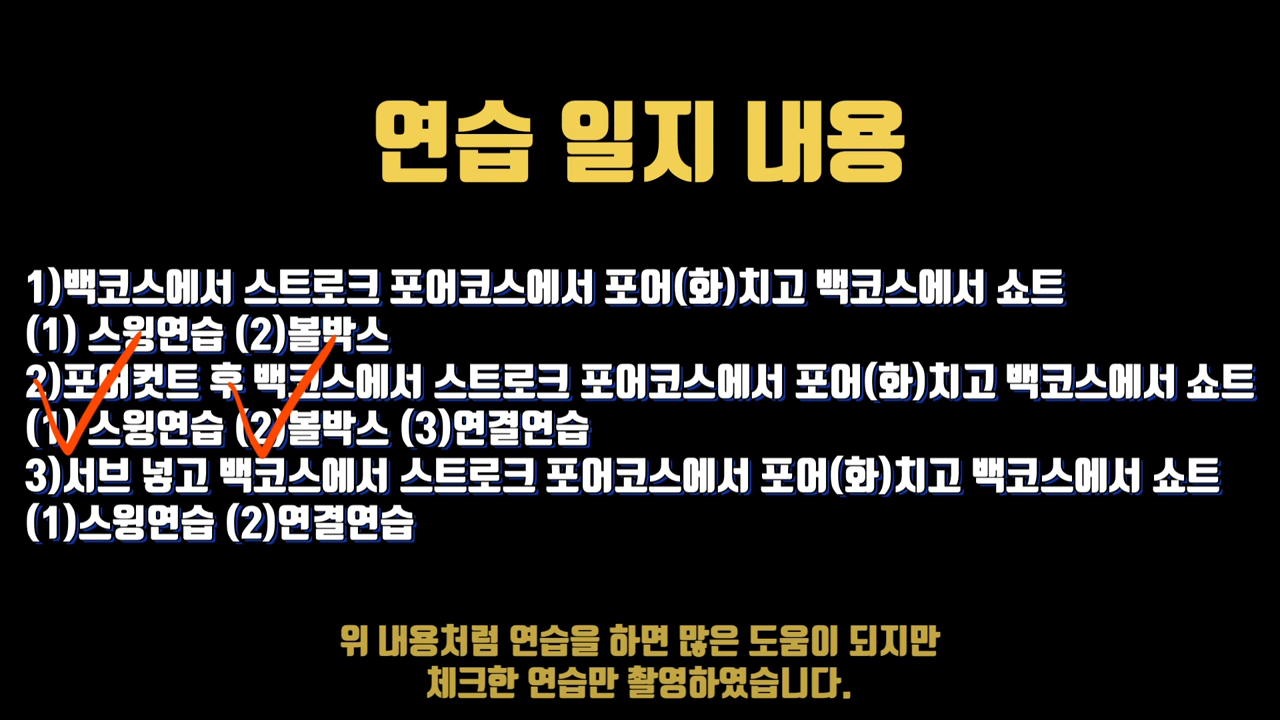 연습 일지 내용
1)백코스에서 스트로크 포어코스에서 포어(화)치고 백코스에서 쇼트
(1) 스윙연습 (2)볼박스
2)포어컷트 후 백코스에서 스트로크 포어코스에서 포어(화)치고 백코스에서 쇼트
(1) 스윙연습 (2)볼박스 (3)연결연습
3)서브 넣고 백코스에서 스트로크 포어코스에서 포어(화)치고 백코스에서 쇼트
(1)스윙연습 (2)연결연습
위 내용처럼 연습을 하면 많은 도움이 되지만
체크한 연습만 촬영하였습니다.